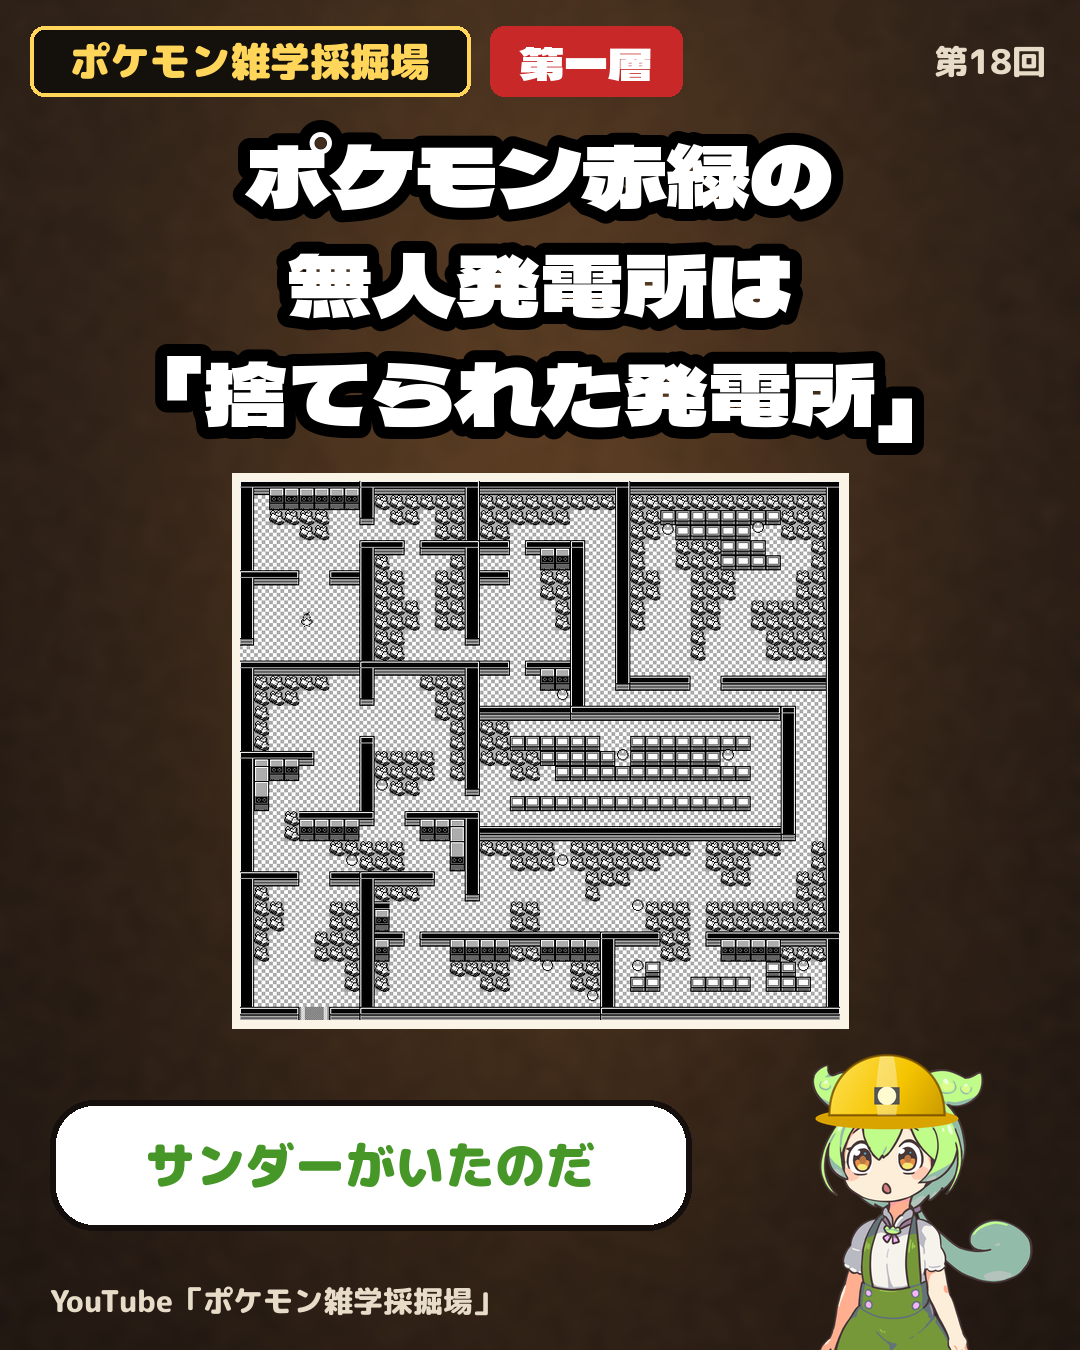 ポケモン雑学採掘場
第一層
第18回
ポケモン赤緑の
無人発電所は
「捨てられた発電所」
サンダーがいたのだ
YouTube「ポケモン雑学採掘場」